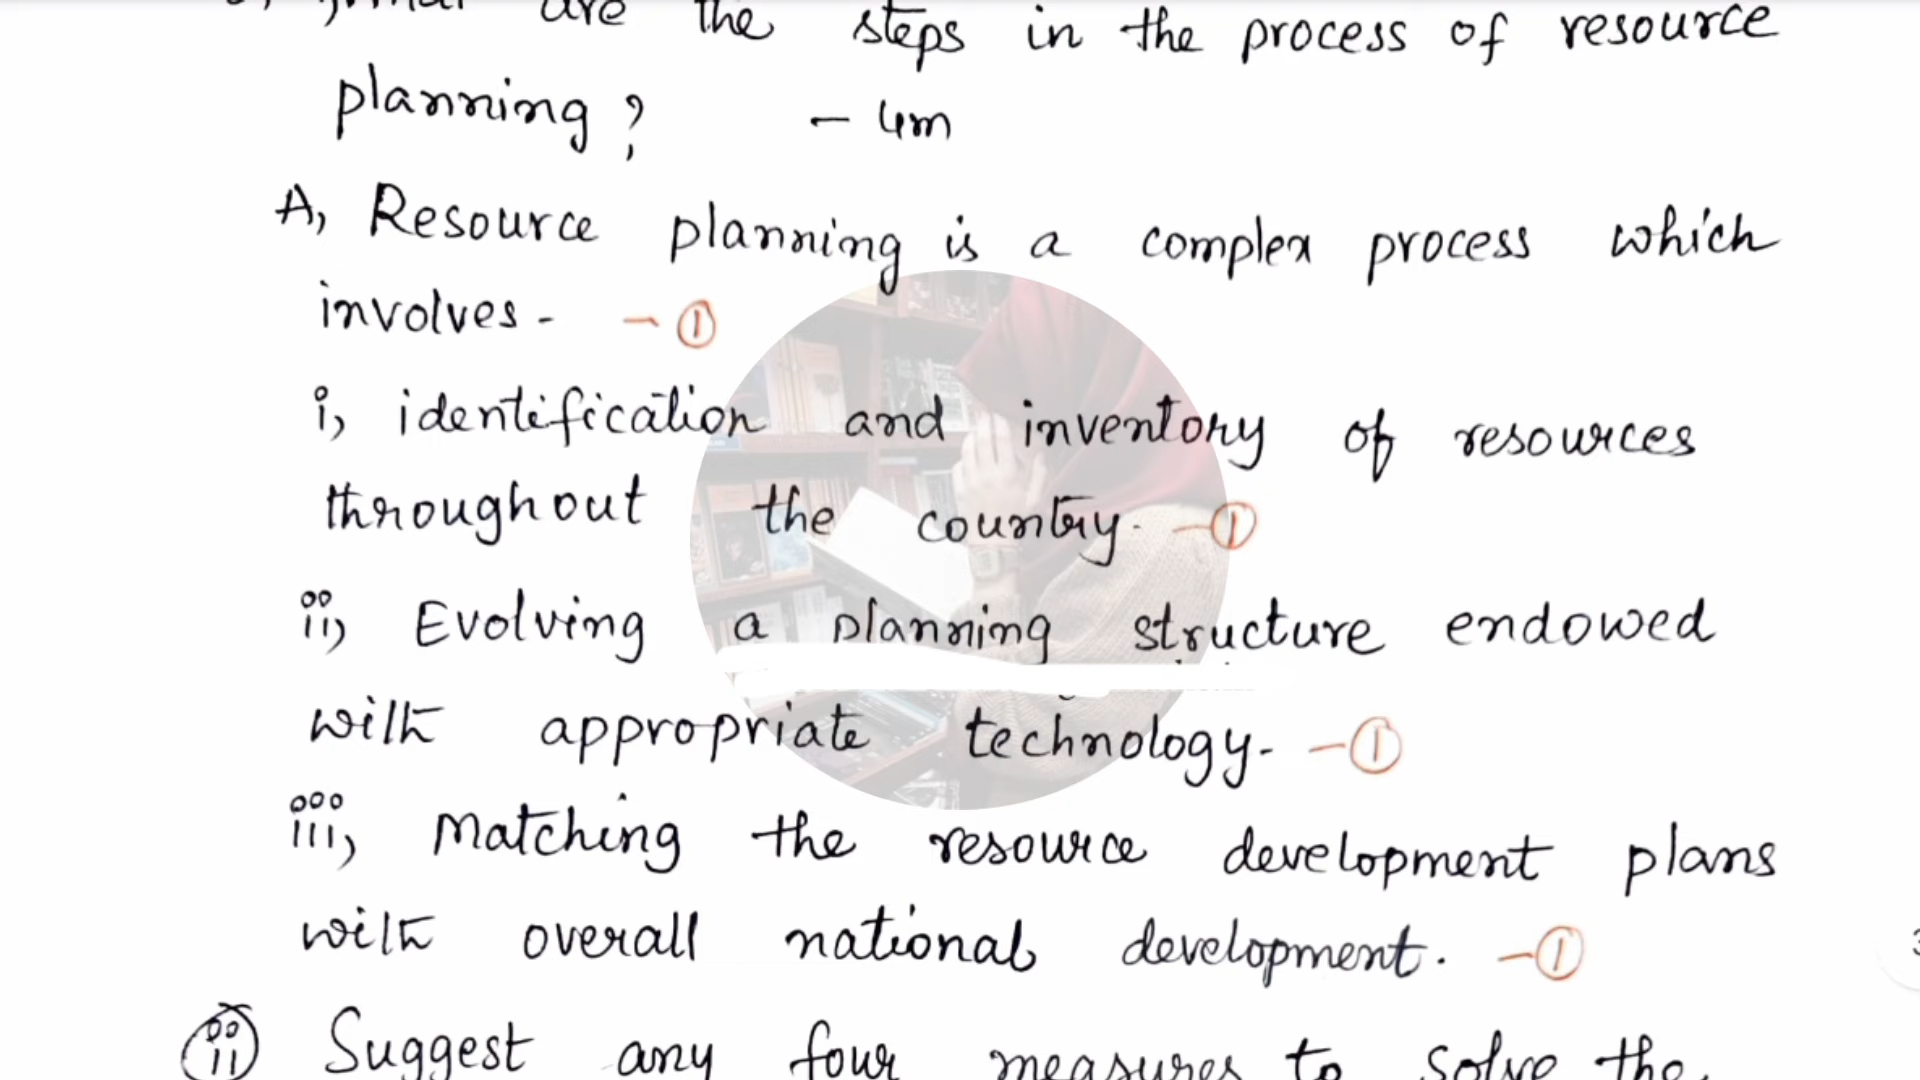 are the steps in the process of resource
planning? - 4m
A, Resource planning is a complex process which
involves - - ①
i, identification and inventory of resources
throughout the country. - ①
ii, Evolving a planning structure endowed
with appropriate technology. - ①
iii, Matching the resource development plans
with overall national development. - ①
ii Suggest any four measures to solve the